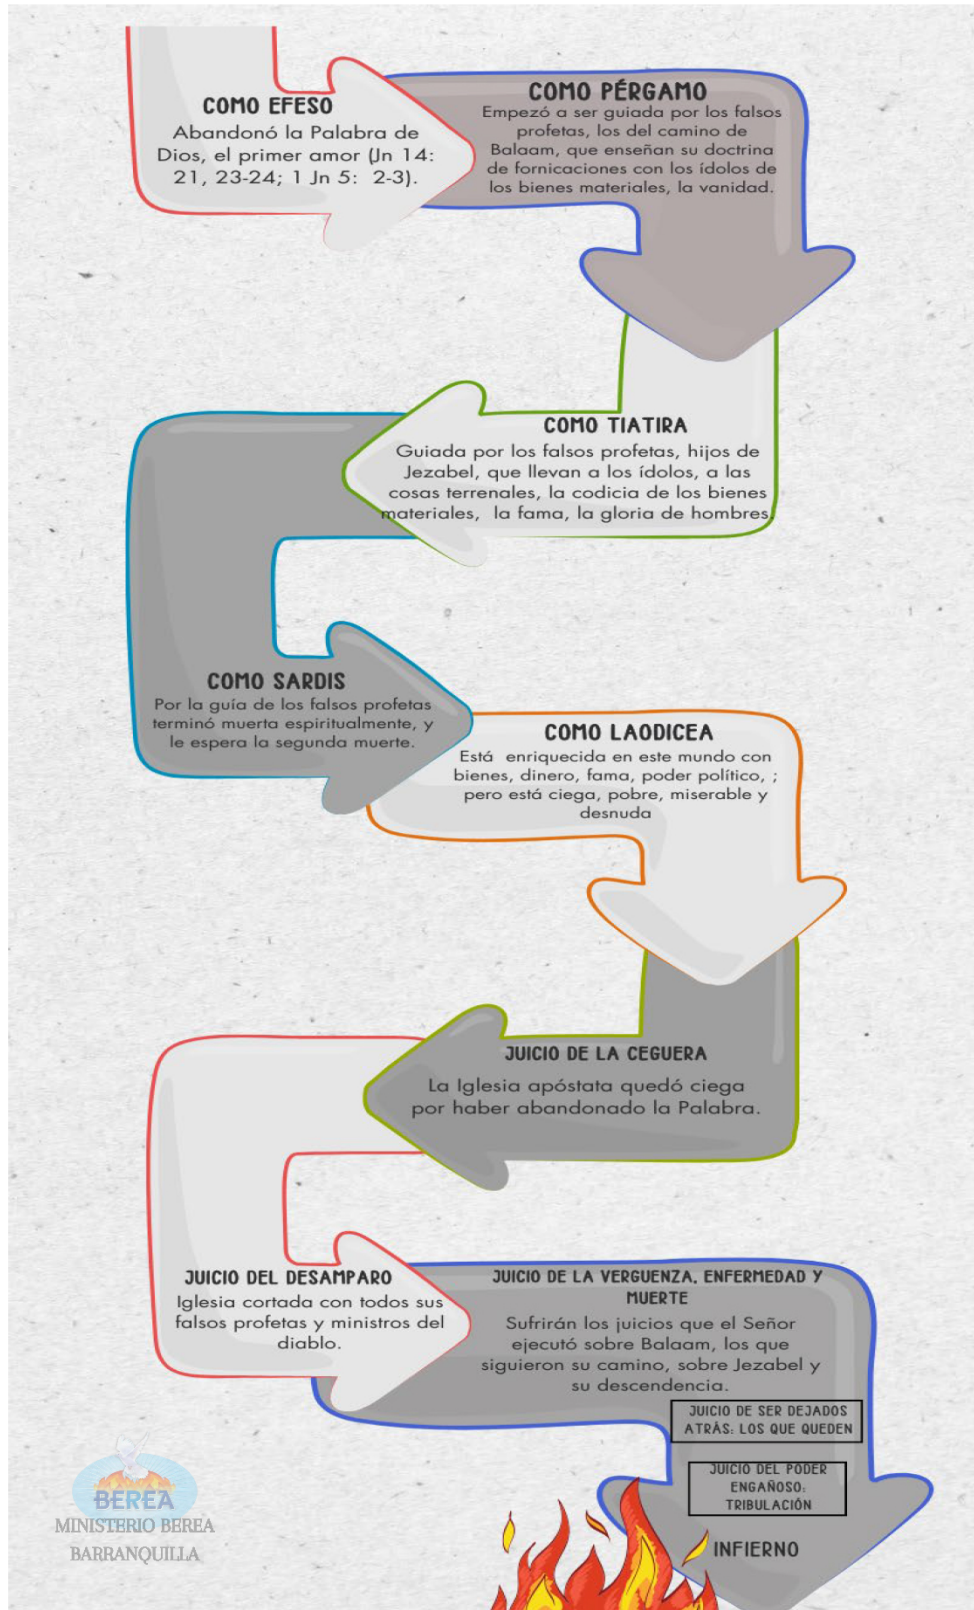 COMO EFESO
Abandonó la Palabra de
Dios, el primer amor (Jn 14:
21, 23-24; 1 Jn 5: 2-3).
COMO PÉRGAMO
Empezó a ser guiada por los falsos
profetas, los del camino de
Balaam, que enseñan su doctrina
de fornicaciones con los ídolos de
los bienes materiales, la vanidad.
COMO TIATIRA
Guiada por los falsos profetas, hijos de
Jezabel, que llevan a los ídolos, a las
cosas terrenales, la codicia de los bienes
materiales, la fama, la gloria de hombres.
COMO SARDIS
Por la guía de los falsos profetas
terminó muerta espiritualmente, y
le espera la segunda muerte.
COMO LAODICEA
Está enriquecida en este mundo con
bienes, dinero, fama, poder político, ;
pero está ciega, pobre, miserable y
desnuda
JUICIO DE LA CEGUERA
La Iglesia apóstata quedó ciega
por haber abandonado la Palabra.
JUICIO DEL DESAMPARO
Iglesia cortada con todos sus
falsos profetas y ministros del
diablo.
JUICIO DE LA VERGUENZA, ENFERMEDAD Y
MUERTE
Sufrirán los juicios que el Señor
ejecutó sobre Balaam, los que
siguieron su camino, sobre Jezabel y
su descendencia.
JUICIO DE SER DEJADOS
ATRÁS: LOS QUE QUEDEN
JUICIO DEL PODER
ENGAÑOSO:
TRIBULACIÓN
INFIERNO
BEREA
MINISTERIO BEREA
BARRANQUILLA